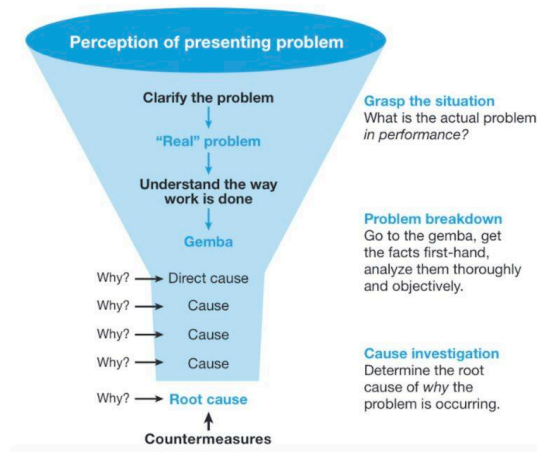 Perception of presenting problem
Clarify the problem
“Real” problem
Understand the way
work is done
Gemba
Why? Direct cause
Why? Cause
Why? Cause
Why? Cause
Why? Root cause
Countermeasures
Grasp the situation
What is the actual problem
in performance?
Problem breakdown
Go to the gemba, get
the facts first-hand,
analyze them thoroughly
and objectively.
Cause investigation
Determine the root
cause of why the
problem is occurring.